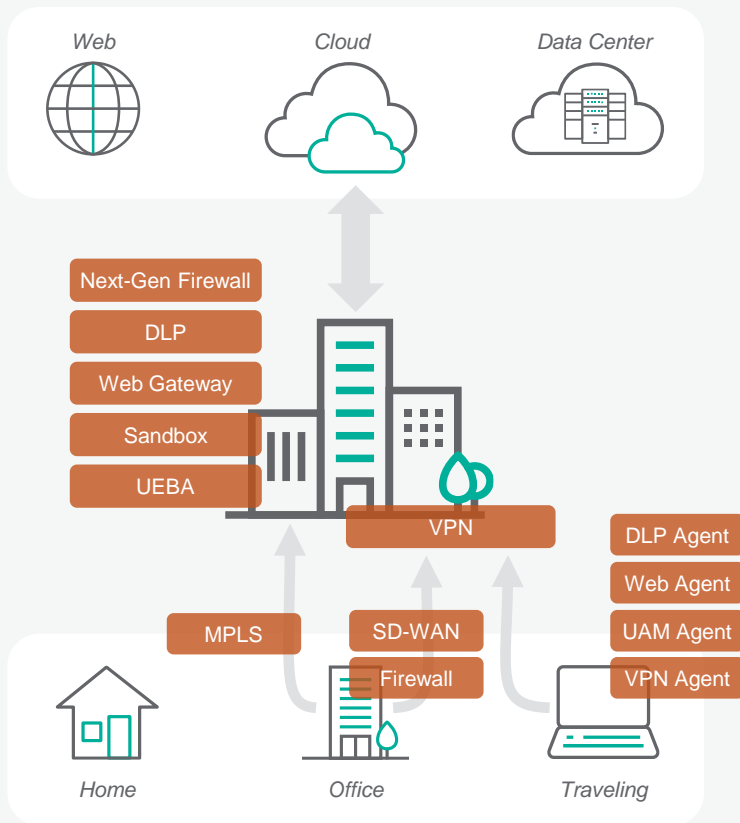 Web
Cloud
Data Center
Next-Gen Firewall
DLP
Web Gateway
Sandbox
UEBA
VPN
DLP Agent
Web Agent
UAM Agent
VPN Agent
MPLS
SD-WAN
Firewall
Home
Office
Traveling